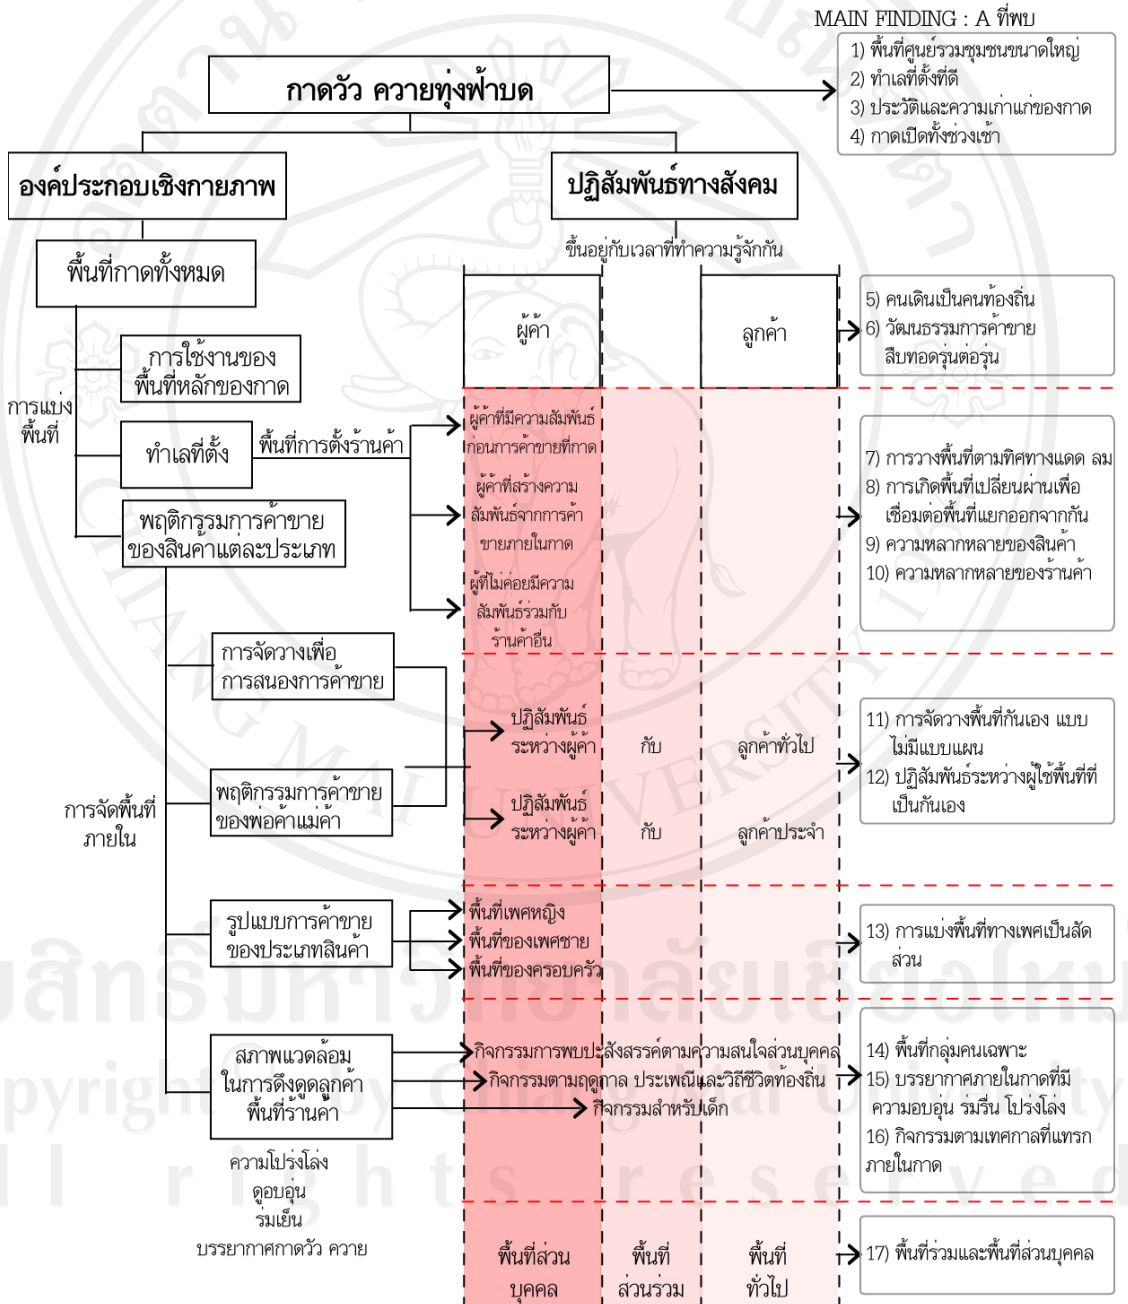 MAIN FINDING : A ที่พบ
1) พื้นที่ศูนย์รวมชุมชนขนาดใหญ่
2) ทำเลที่ตั้งที่ดี
3) ประวัติและความเก่าแก่ของกาด
4) กาดเปิดทั้งช่วงเช้า
กาดวัว ควายทุ่งฟ้าบด
องค์ประกอบเชิงกายภาพ
ปฏิสัมพันธ์ทางสังคม
ขึ้นอยู่กับเวลาที่ทำความรู้จักกัน
พื้นที่กาดทั้งหมด
ผู้ค้า
ลูกค้า
5) คนเดินเป็นคนท้องถิ่น
6) วัฒนธรรมการค้าขาย
สืบทอดรุ่นต่อรุ่น
การแบ่ง
พื้นที่
การใช้งานของ
พื้นที่หลักของกาด
ทำเลที่ตั้ง
พื้นที่การตั้งร้านค้า
พฤติกรรมการค้าขาย
ของสินค้าแต่ละประเภท
ผู้ค้าที่มีความสัมพันธ์
ก่อนการค้าขายที่กาด
ผู้ค้าที่สร้างความ
สัมพันธ์จากการค้า
ขายภายในกาด
ผู้ที่ไม่ค่อยมีความ
สัมพันธ์ร่วมกับ
ร้านค้าอื่น
7) การวางพื้นที่ตามทิศทางแดด ลม
8) การเกิดพื้นที่เปลี่ยนผ่านเพื่อ
เชื่อมต่อพื้นที่แยกออกจากกัน
9) ความหลากหลายของสินค้า
10) ความหลากหลายของร้านค้า
การจัดพื้นที่
ภายใน
การจัดวางเพื่อ
การสนองการค้าขาย
พฤติกรรมการค้าขาย
ของพ่อค้าแม่ค้า
ปฏิสัมพันธ์
ระหว่างผู้ค้า กับ ลูกค้าทั่วไป
ปฏิสัมพันธ์
ระหว่างผู้ค้า กับ ลูกค้าประจำ
11) การจัดวางพื้นที่กันเอง แบบ
ไม่มีแบบแผน
12) ปฏิสัมพันธ์ระหว่างผู้ใช้พื้นที่ที่
เป็นกันเอง
รูปแบบการค้าขาย
ของประเภทสินค้า
พื้นที่เพศหญิง
พื้นที่ของเพศชาย
พื้นที่ของครอบครัว
13) การแบ่งพื้นที่ทางเพศเป็นสัด
ส่วน
สภาพแวดล้อม
ในการดึงดูดลูกค้า
พื้นที่ร้านค้า
กิจกรรมการพบปะสังสรรค์ตามความสนใจส่วนบุคคล
กิจกรรมตามฤดูกาล ประเพณีและวิถีชีวิตท้องถิ่น
กิจกรรมสำหรับเด็ก
14) พื้นที่กลุ่มคนเฉพาะ
15) บรรยากาศภายในกาดที่มี
ความอบอุ่น ร่มรื่น โปร่งโล่ง
16) กิจกรรมตามเทศกาลที่แทรก
ภายในกาด
ความโปร่งโล่ง
ดูอบอุ่น
ร่มเย็น
บรรยากาศกาดวัว ควาย
พื้นที่ส่วน
บุคคล
พื้นที่
ส่วนร่วม
พื้นที่
ทั่วไป
17) พื้นที่ร่วมและพื้นที่ส่วนบุคคล
CHIANG MAI UNIVERSITY